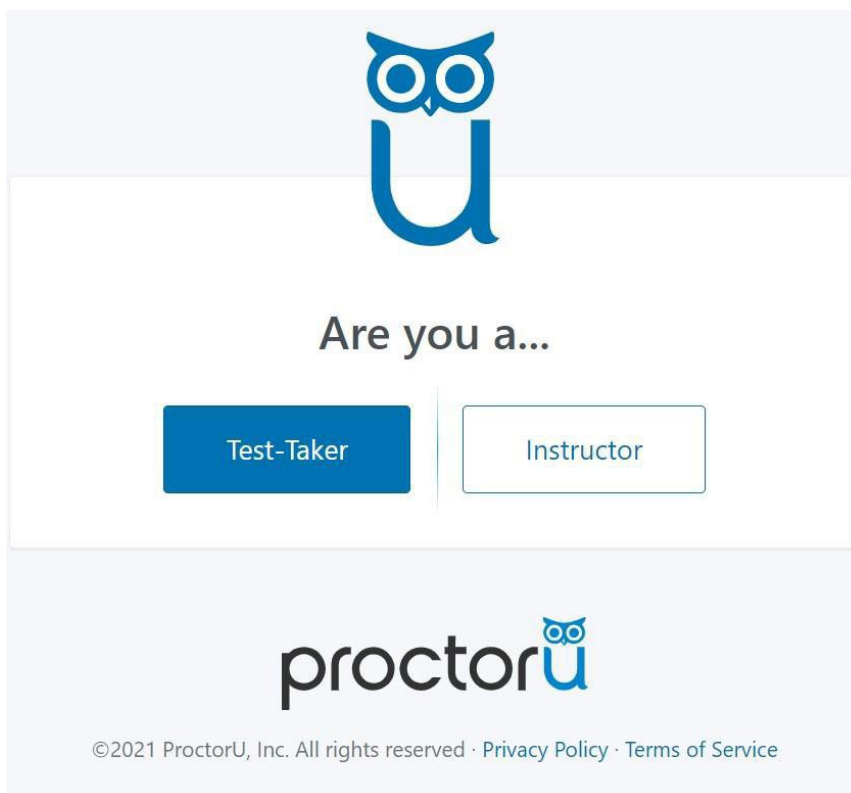 Are you a...
Test-Taker
Instructor
proctoru
©2021 ProctorU, Inc. All rights reserved · Privacy Policy · Terms of Service